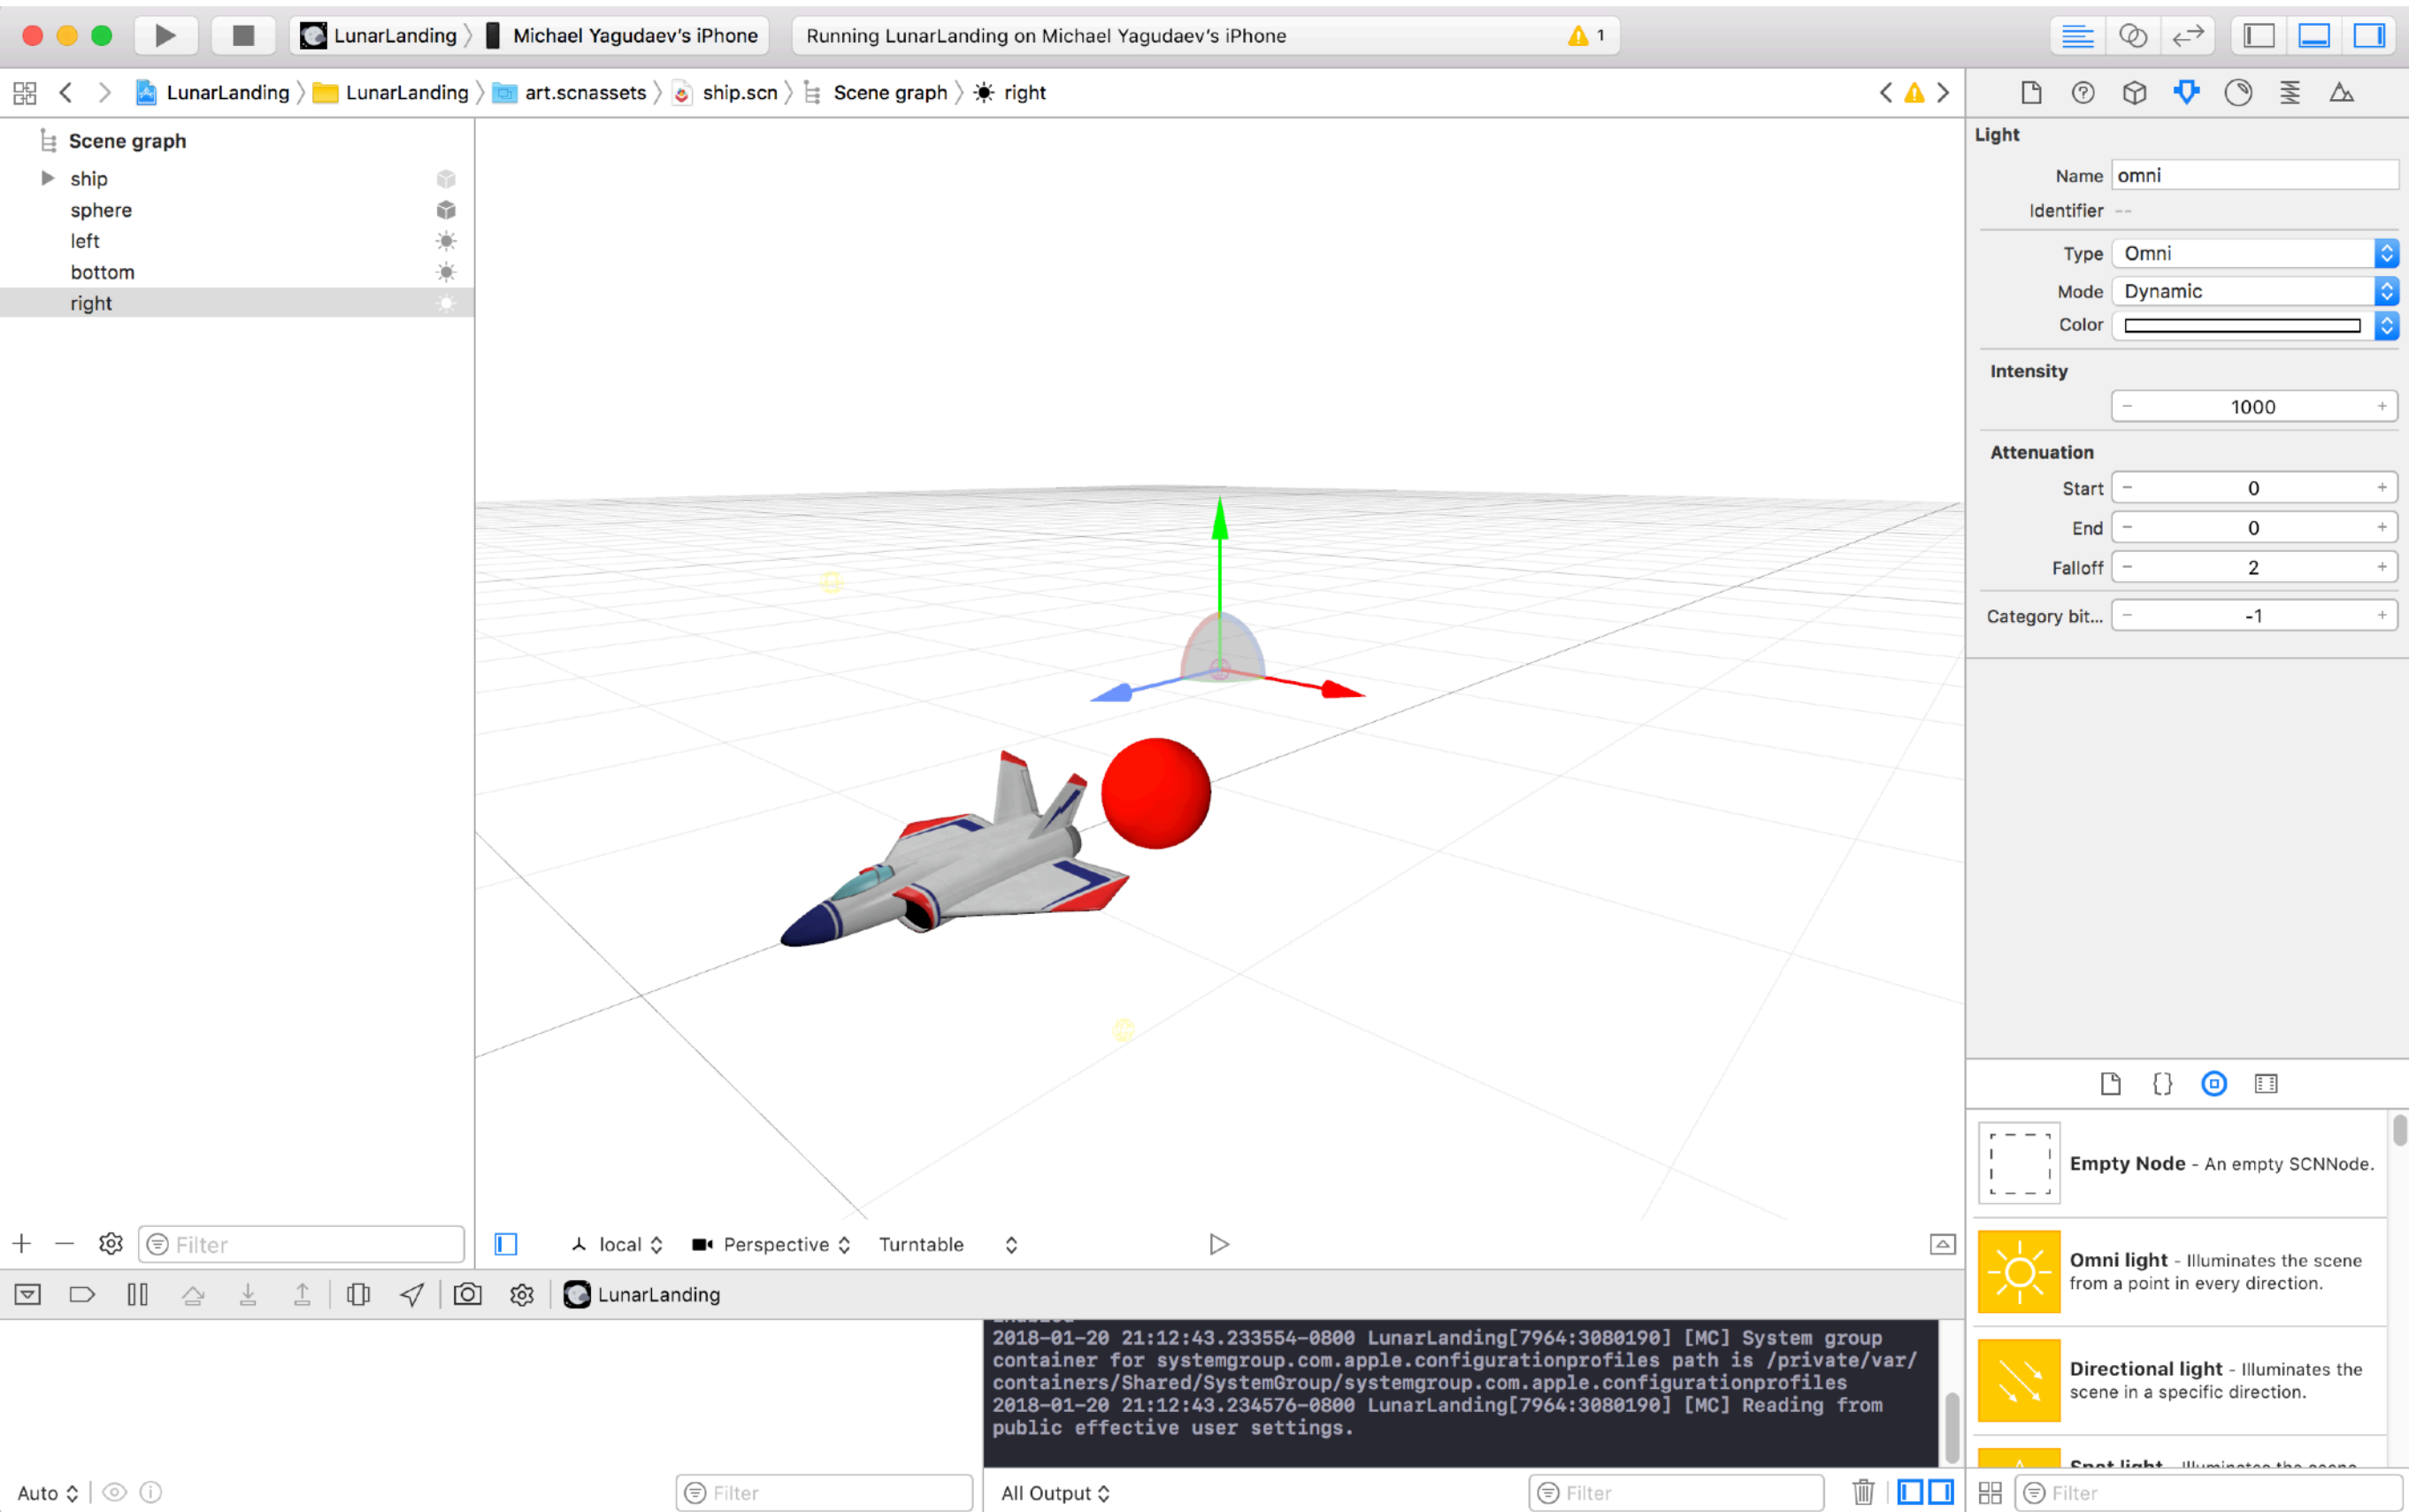 LunarLanding Michael Yagudaev's iPhone Running LunarLanding on Michael Yagudaev's iPhone 1
LunarLanding LunarLanding art.scnassets ship.scn Scene graph right
Scene graph
ship
sphere
left
bottom
right
Light
Name omni
Identifier --
Type Omni
Mode Dynamic
Color
Intensity
- 1000 +
Attenuation
Start - 0 +
End - 0 +
Falloff - 2 +
Category bit... - -1 +
Empty Node - An empty SCNNode.
Omni light - Illuminates the scene
from a point in every direction.
Directional light - Illuminates the
scene in a specific direction.
Spot light - Illuminates the scene
Filter
Filter local Perspective Turntable
LunarLanding
enabled
2018-01-20 21:12:43.233554-0800 LunarLanding[7964:3080190] [MC] System group
container for systemgroup.com.apple.configurationprofiles path is /private/var/
containers/Shared/SystemGroup/systemgroup.com.apple.configurationprofiles
2018-01-20 21:12:43.234576-0800 LunarLanding[7964:3080190] [MC] Reading from
public effective user settings.
Auto Filter All Output Filter